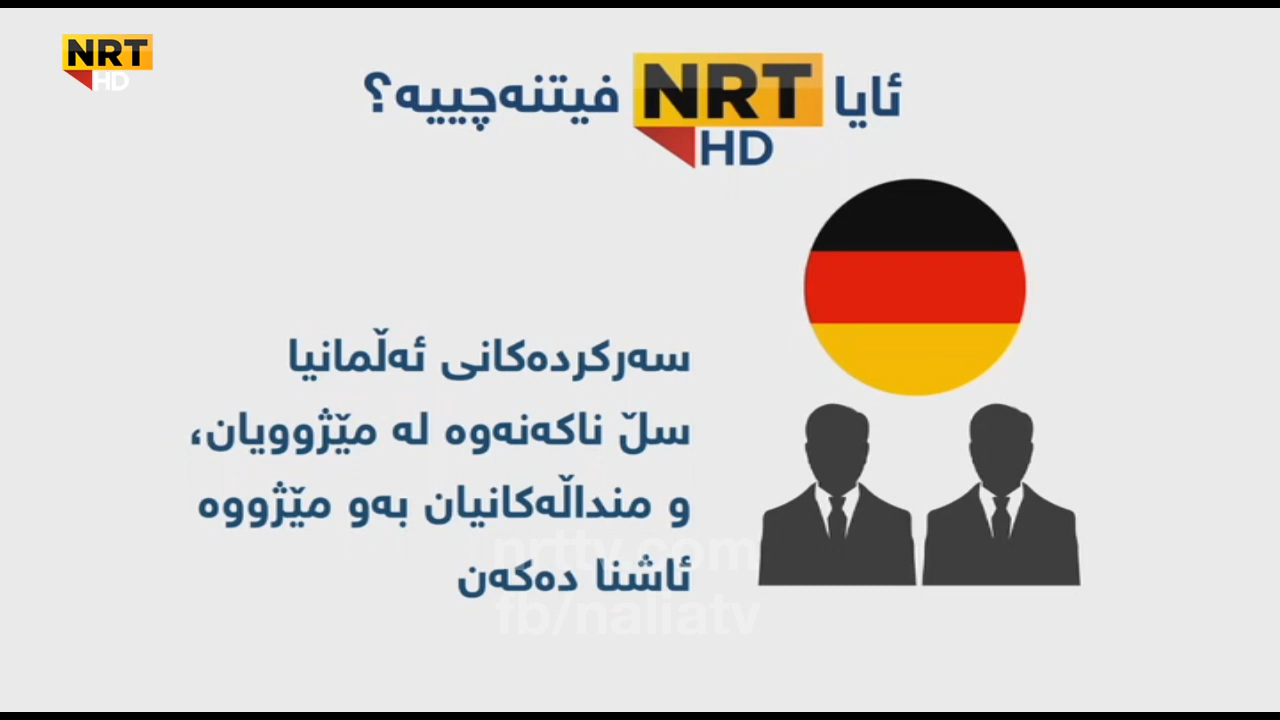 NRT
HD
ئایا NRT HD فیتنەچییە؟
سەرکردەکانی ئەڵمانیا
سڵ ناکەنەوە لە مێژوویان،
و منداڵەکانیان بەو مێژووە
ئاشنا دەکەن
nrttv.com
fb/naliatv